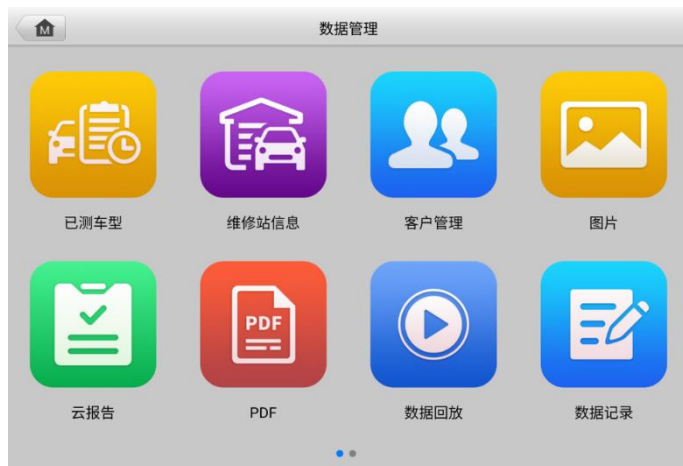 M
数据管理
已测车型
维修站信息
客户管理
图片
PDF
云报告
PDF
数据回放
数据记录